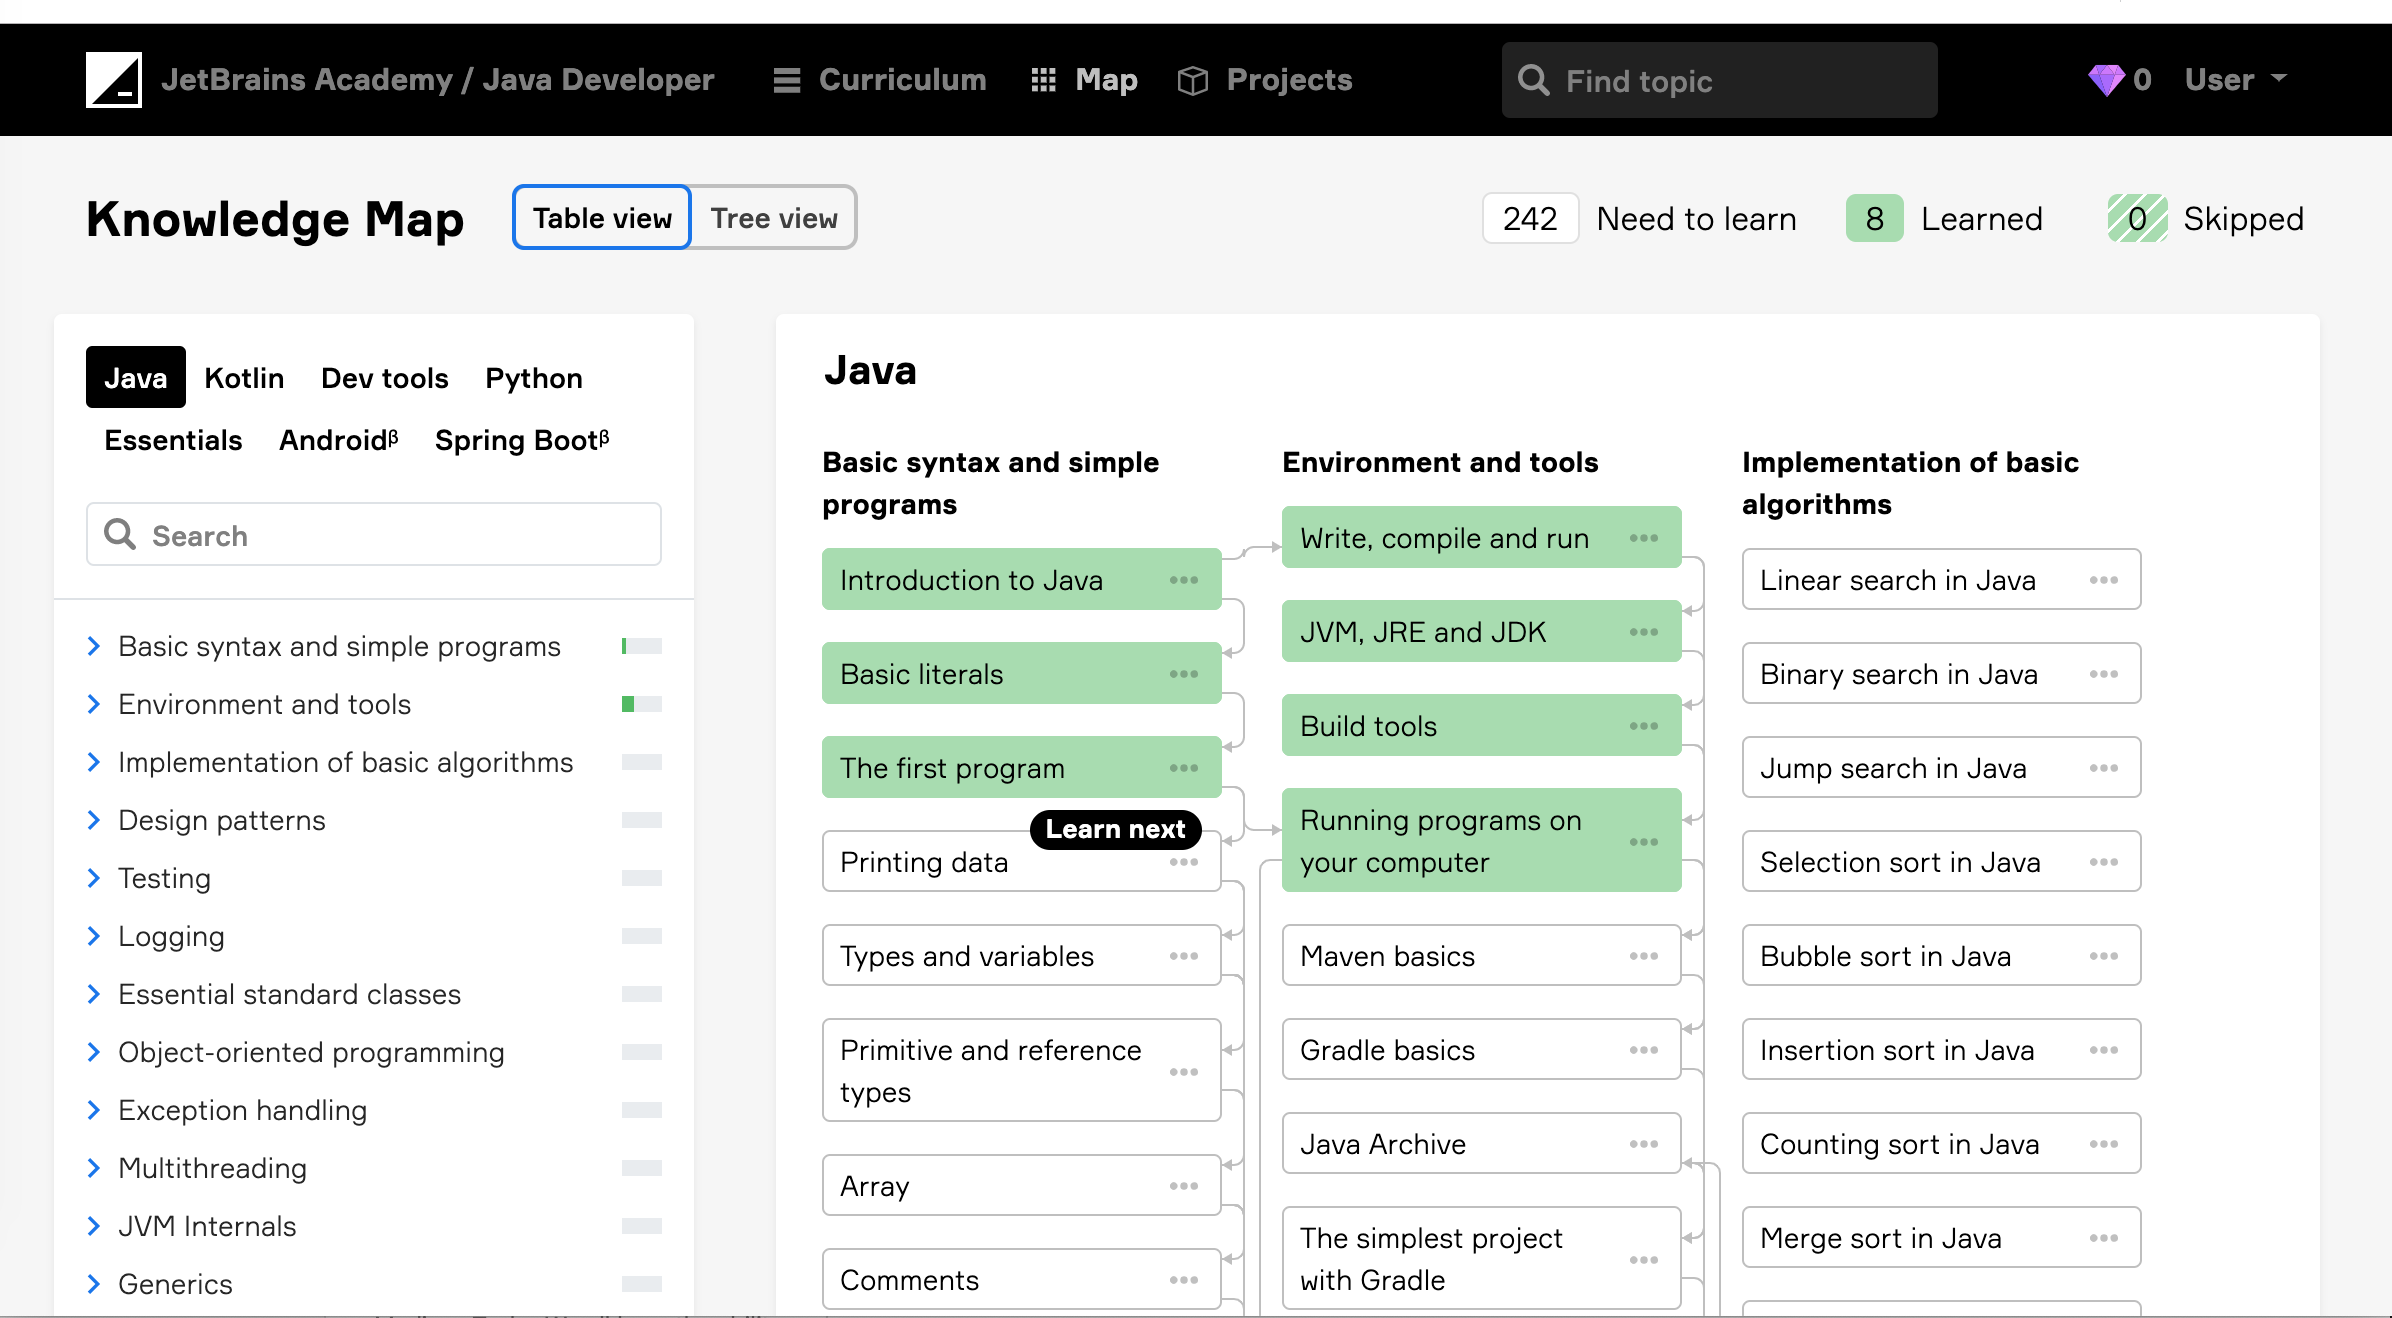 JetBrains Academy / Java Developer
Curriculum
Map
Projects
Find topic
0
User
Knowledge Map
Table view
Tree view
242 Need to learn
8 Learned
0 Skipped
Java
Kotlin
Dev tools
Python
Essentials
Androidᵝ
Spring Bootᵝ
Search
Basic syntax and simple programs
Environment and tools
Implementation of basic algorithms
Design patterns
Testing
Logging
Essential standard classes
Object-oriented programming
Exception handling
Multithreading
JVM Internals
Generics
Java
Basic syntax and simple
programs
Introduction to Java
Basic literals
The first program
Learn next
Printing data
Types and variables
Primitive and reference
types
Array
Comments
Environment and tools
Write, compile and run
JVM, JRE and JDK
Build tools
Running programs on
your computer
Maven basics
Gradle basics
Java Archive
The simplest project
with Gradle
Implementation of basic
algorithms
Linear search in Java
Binary search in Java
Jump search in Java
Selection sort in Java
Bubble sort in Java
Insertion sort in Java
Counting sort in Java
Merge sort in Java